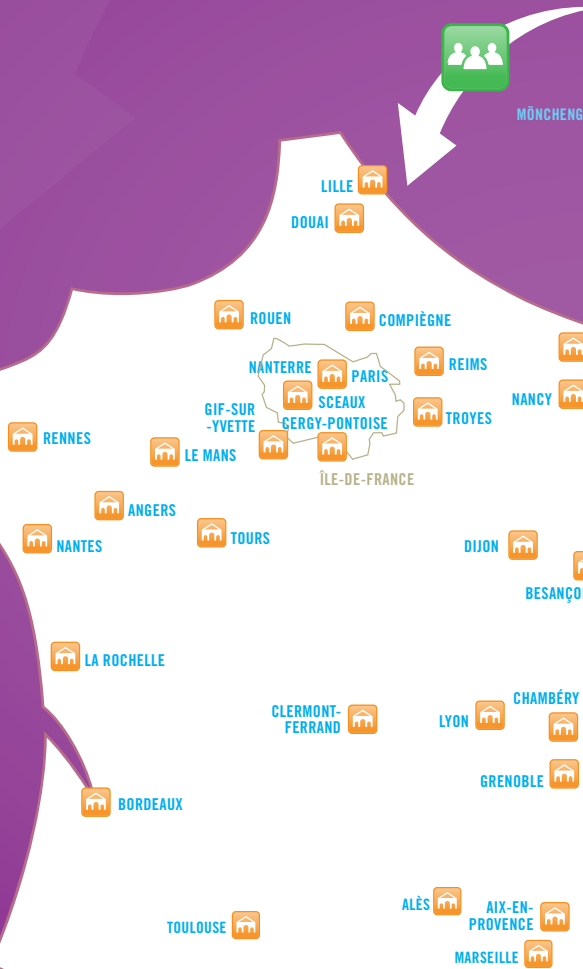 MÖNCHENG
LILLE
DOUAI
ROUEN
COMPIÈGNE
NANTERRE
PARIS
REIMS
SCEAUX
NANCY
GIF-SUR
-YVETTE
CERGY-PONTOISE
TROYES
RENNES
LE MANS
ÎLE-DE-FRANCE
ANGERS
TOURS
NANTES
DIJON
BESANÇO
LA ROCHELLE
CHAMBÉRY
CLERMONT-
FERRAND
LYON
GRENOBLE
BORDEAUX
ALÈS
AIX-EN-
PROVENCE
TOULOUSE
MARSEILLE